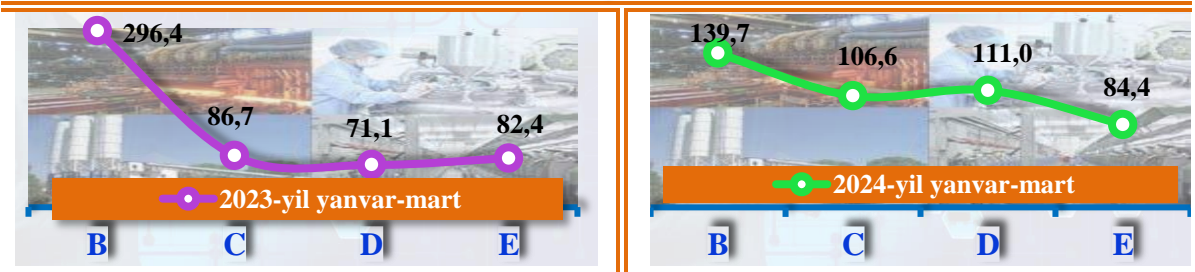 296,4
86,7
71,1
82,4
2023-yil yanvar-mart
B C D E
139,7
106,6
111,0
84,4
2024-yil yanvar-mart
B C D E